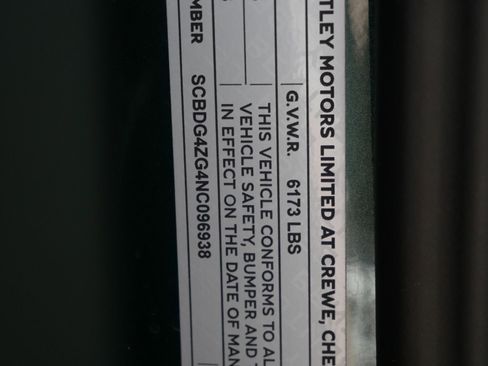 TLEY MOTORS LIMITED AT CREWE, CHE
G.V.W.R. 6173 LBS
THIS VEHICLE CONFORMS TO AL
VEHICLE SAFETY, BUMPER AND
IN EFFECT ON THE DATE OF MAN
UMBER SCBDG4ZG4NC096938